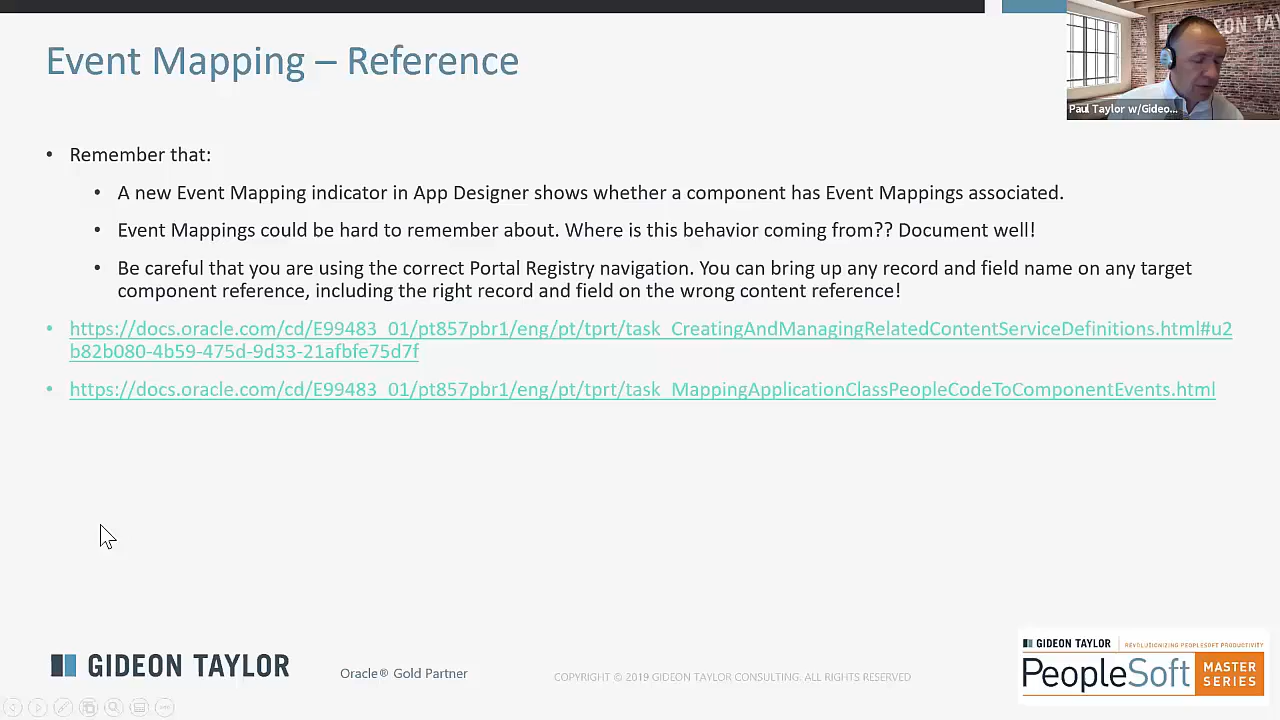 GIDEON TAY
Event Mapping – Reference
Paul Taylor w/Gideo...
• Remember that:
• A new Event Mapping indicator in App Designer shows whether a component has Event Mappings associated.
• Event Mappings could be hard to remember about. Where is this behavior coming from?? Document well!
• Be careful that you are using the correct Portal Registry navigation. You can bring up any record and field name on any target
component reference, including the right record and field on the wrong content reference!
• https://docs.oracle.com/cd/E99483_01/pt857pbr1/eng/pt/tprt/task_CreatingAndManagingRelatedContentServiceDefinitions.html#u2
b82b080-4b59-475d-9d33-21afbfe75d7f
• https://docs.oracle.com/cd/E99483_01/pt857pbr1/eng/pt/tprt/task_MappingApplicationClassPeopleCodeToComponentEvents.html
GIDEON TAYLOR
Oracle® Gold Partner
COPYRIGHT © 2019 GIDEON TAYLOR CONSULTING. ALL RIGHTS RESERVED
GIDEON TAYLOR | REVOLUTIONIZING PEOPLESOFT PRODUCTIVITY
PeopleSoft MASTER
SERIES